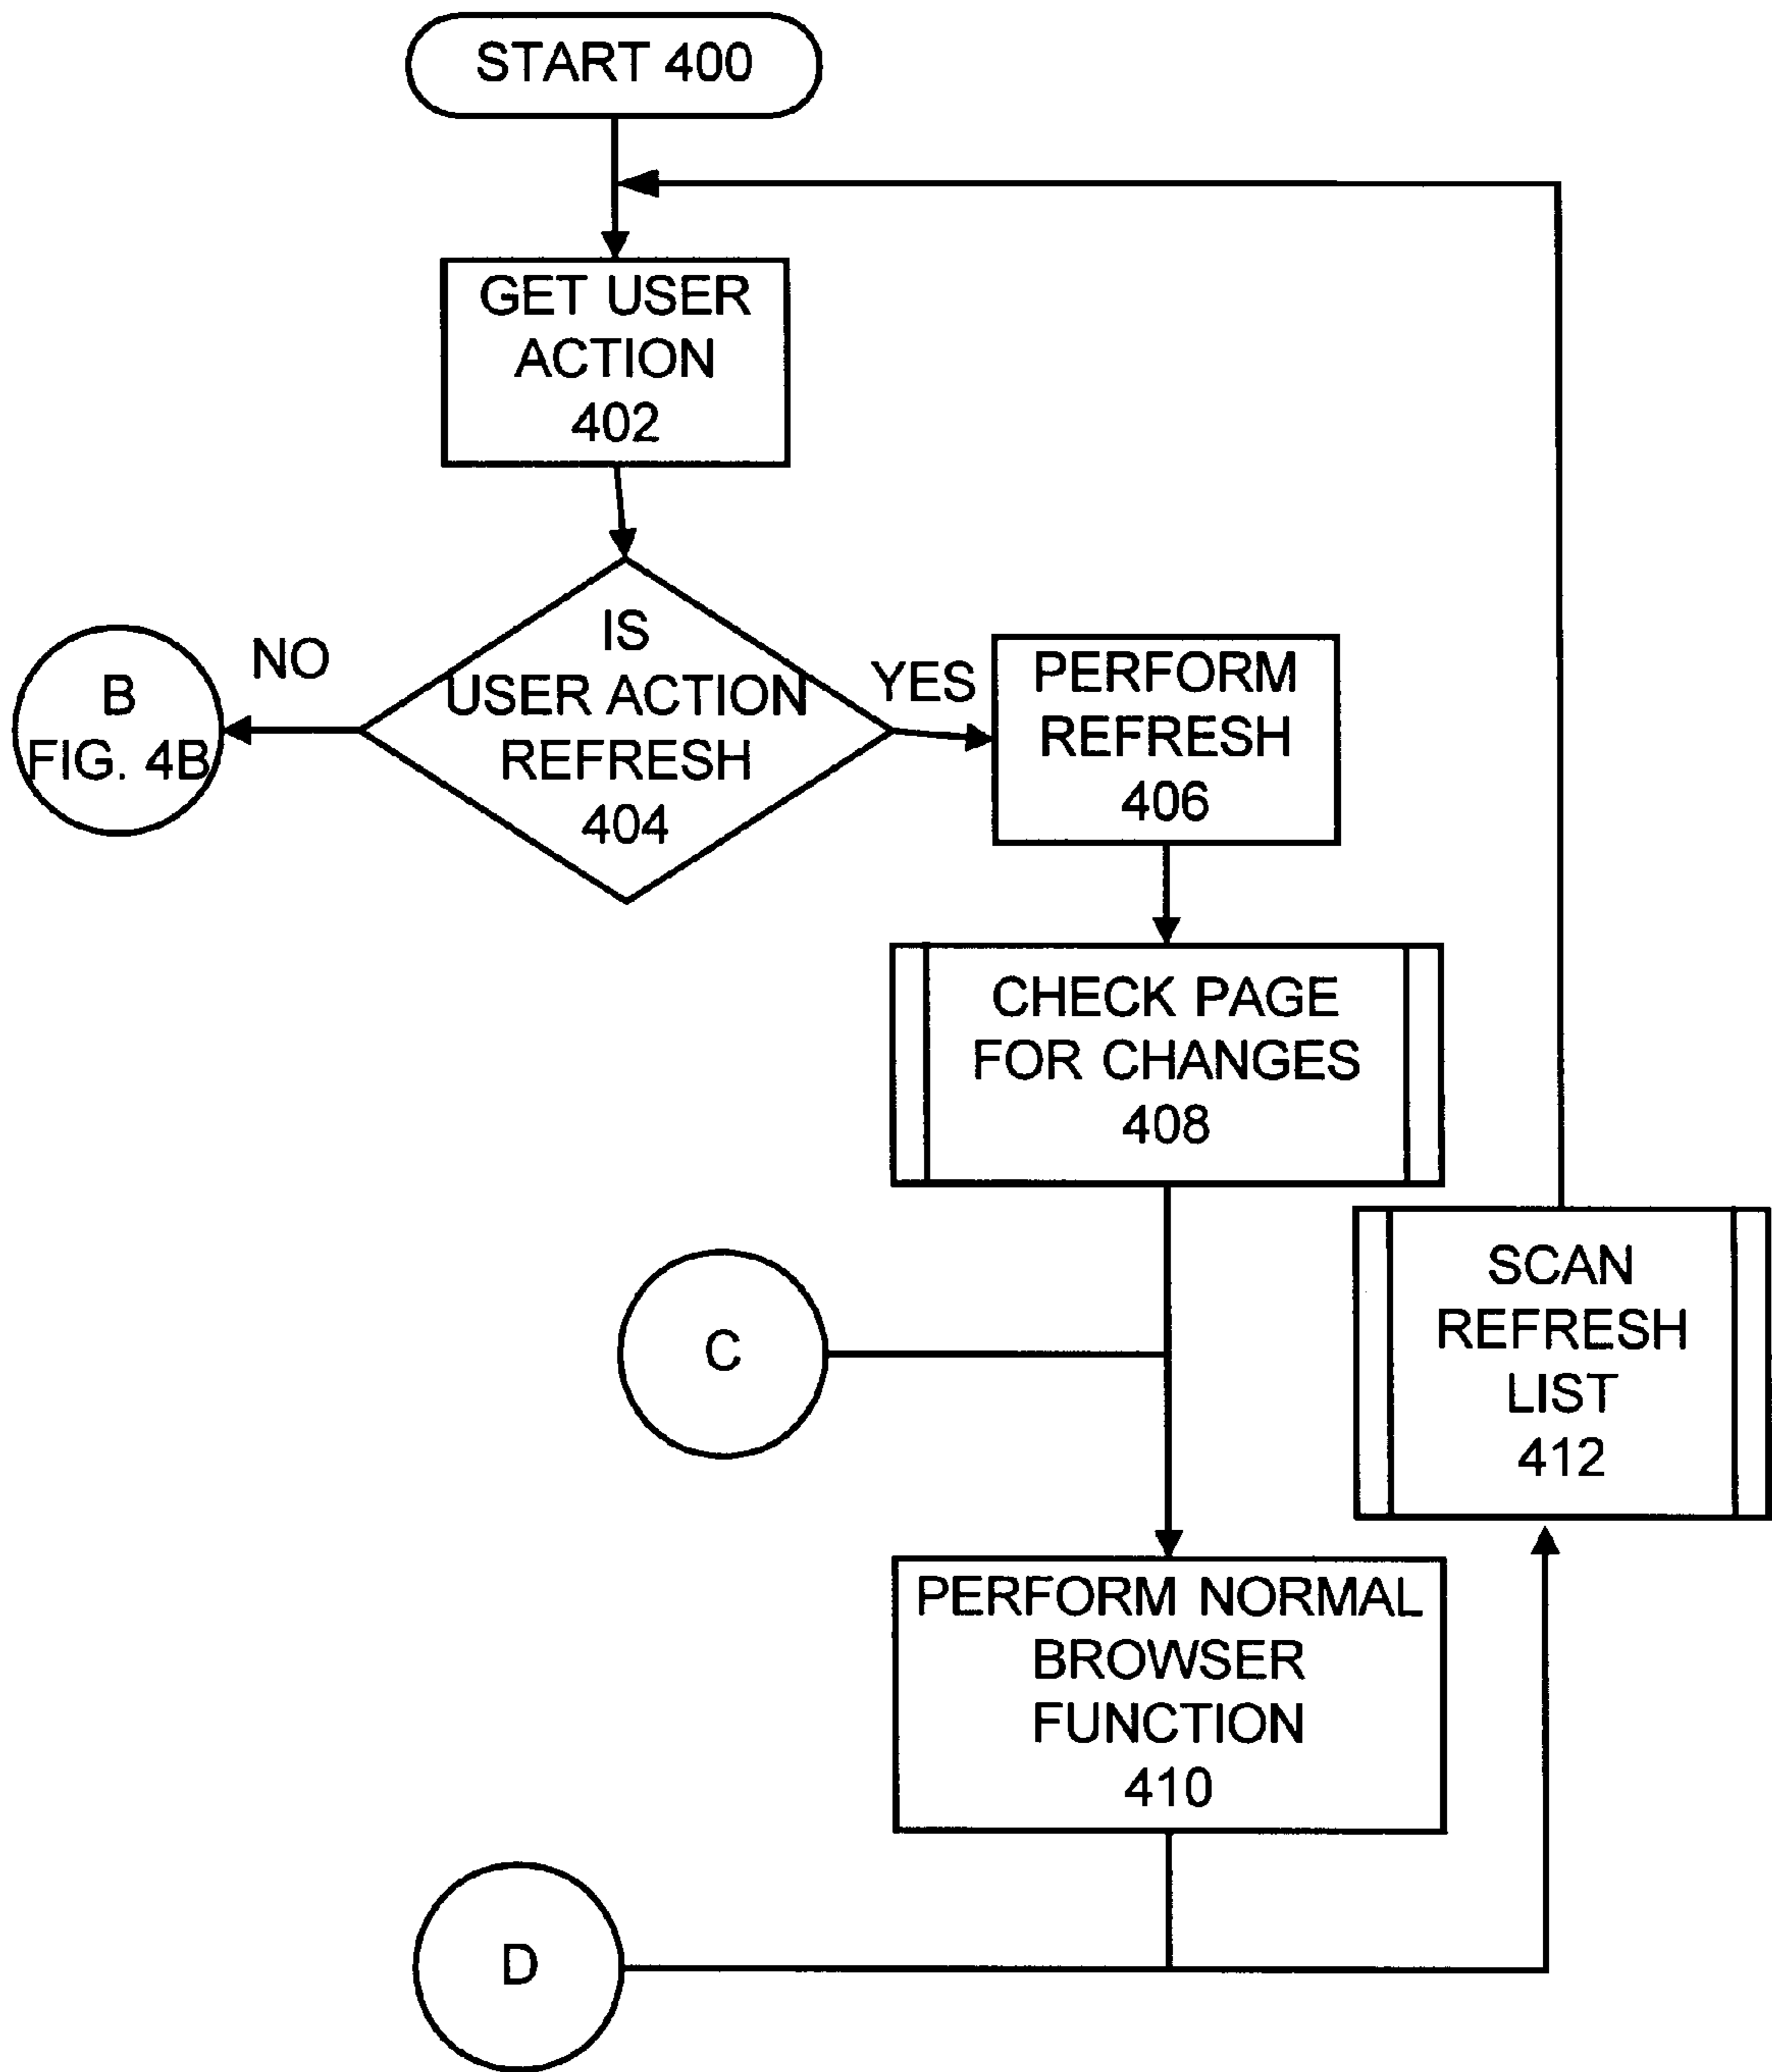 START 400
GET USER
ACTION
402
IS
USER ACTION
REFRESH
404
NO
B
FIG. 4B
YES
PERFORM
REFRESH
406
CHECK PAGE
FOR CHANGES
408
C
SCAN
REFRESH
LIST
412
PERFORM NORMAL
BROWSER
FUNCTION
410
D